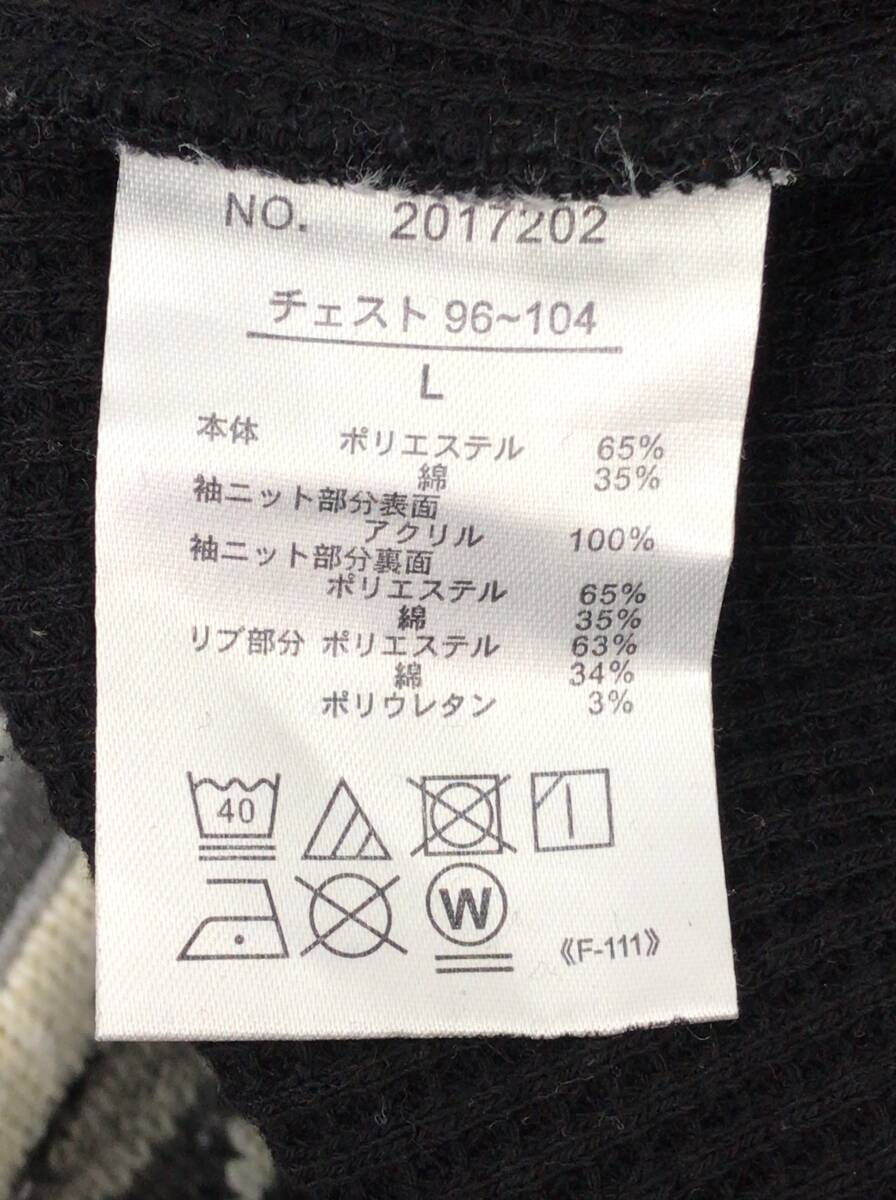 NO. 2017202
チェスト 96~104
L
本体 ポリエステル 65%
綿 35%
袖ニット部分表面
アクリル 100%
袖ニット部分裏面
ポリエステル 65%
綿 35%
リブ部分 ポリエステル 63%
綿 34%
ポリウレタン 3%
40
W
《F-111》